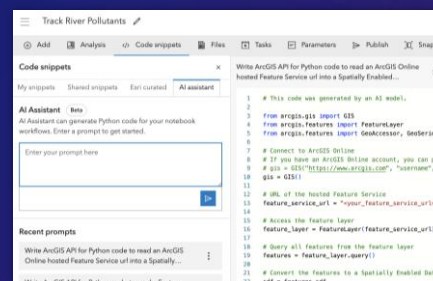 Track River Pollutants
Add Analysis Code snippets Files Tasks Parameters Publish Snap
Code snippets
My snippets Shared snippets Esri curated AI assistant
AI Assistant Beta
AI Assistant can generate Python code for your notebook
workflows. Enter a prompt to get started.
Enter your prompt here
Recent prompts
Write ArcGIS API for Python code to read an ArcGIS
Online hosted Feature Service url into a Spatially...
Write ArcGIS API for Python code to read an ArcGIS Online
hosted Feature Service url into a Spatially Enabled...
1 # This code was generated by an AI model.
2
3 from arcgis.gis import GIS
4 from arcgis.features import FeatureLayer
5 from arcgis.features import GeoAccessor, GeoSeri
6
7 # Connect to ArcGIS Online
8 # If you have an ArcGIS Online account, you can
9 # gis = GIS("https://www.arcgis.com", "username",
10 gis = GIS()
11
12 # URL of the hosted Feature Service
13 feature_service_url = "<your_feature_service_url>
14
15 # Access the feature layer
16 feature_layer = FeatureLayer(feature_service_url)
17
18 # Query all features from the feature layer
19 features = feature_layer.query()
20
21 # Convert the features to a Spatially Enabled Da